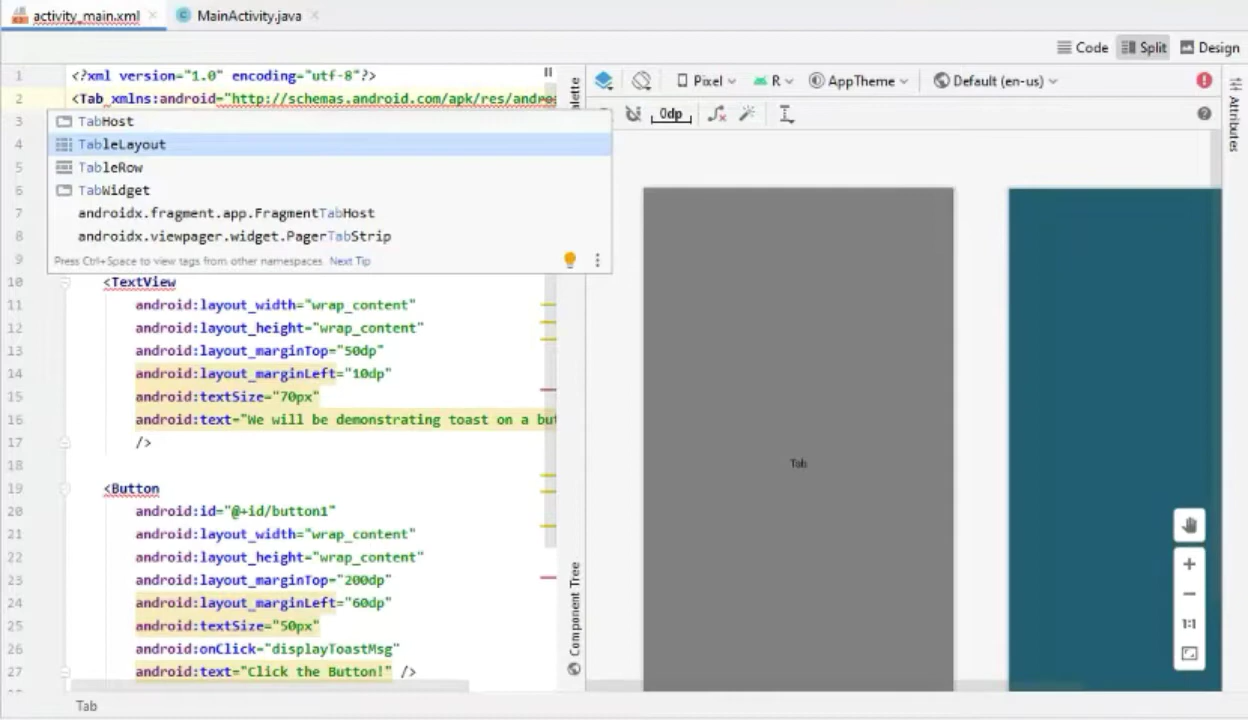 activity_main.xml
MainActivity.java
Code Split Design
1 <?xml version="1.0" encoding="utf-8"?>
2 <Tab xmlns:android="http://schemas.android.com/apk/res/andro
3 TabHost
4 TableLayout
5 TableRow
6 TabWidget
7 androidx.fragment.app.FragmentTabHost
8 androidx.viewpager.widget.PagerTabStrip
9 Press Ctrl+Space to view tags from other namespaces Next Tip
10 <TextView
11 android:layout_width="wrap_content"
12 android:layout_height="wrap_content"
13 android:layout_marginTop="50dp"
14 android:layout_marginLeft="10dp"
15 android:textSize="70px"
16 android:text="We will be demonstrating toast on a but
17 />
18
19 <Button
20 android:id="@+id/button1"
21 android:layout_width="wrap_content"
22 android:layout_height="wrap_content"
23 android:layout_marginTop="200dp"
24 android:layout_marginLeft="60dp"
25 android:textSize="50px"
26 android:onClick="displayToastMsg"
27 android:text="Click the Button!" />
Tab
lette
Component Tree
Pixel R AppTheme Default (en-us)
0dp
Tab
1:1
Attributes